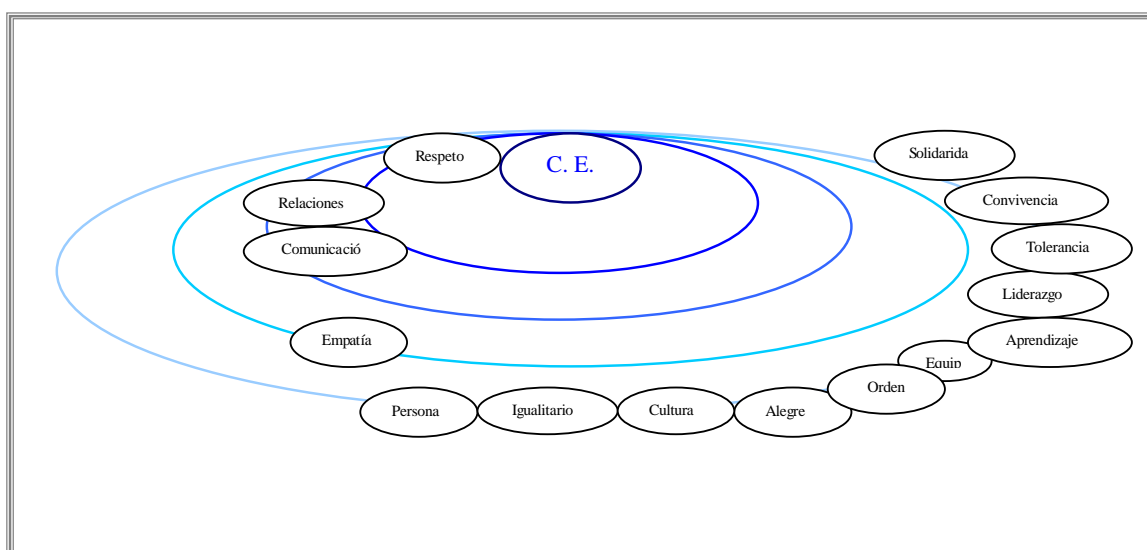 Respeto
C. E.
Solidarida
Relaciones
Convivencia
Comunicació
Tolerancia
Liderazgo
Empatía
Aprendizaje
Equip
Orden
Persona
Igualitario
Cultura
Alegre